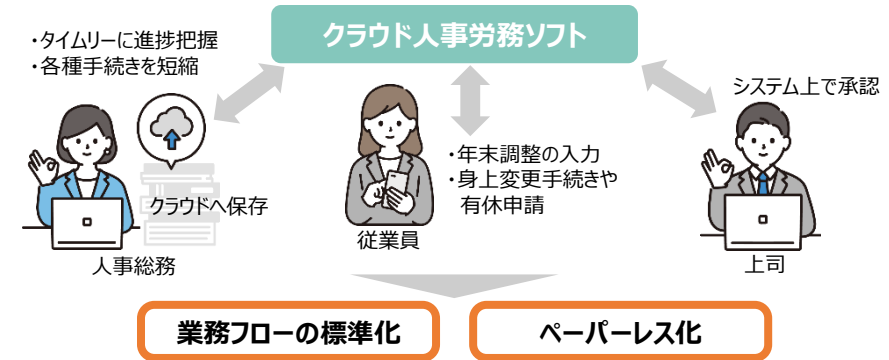 クラウド人事労務ソフト
・タイムリーに進捗把握
・各種手続きを短縮
クラウドへ保存
人事総務
・年末調整の入力
・身上変更手続きや
有休申請
従業員
システム上で承認
上司
業務フローの標準化
ペーパーレス化